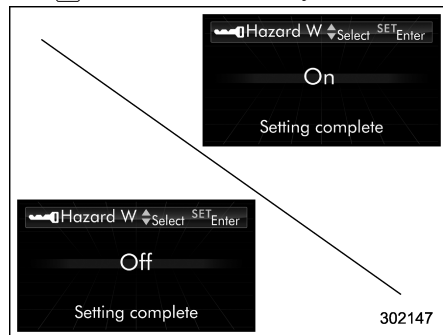 Hazard W Select SET Enter
On
Setting complete
Hazard W Select SET Enter
Off
Setting complete
302147